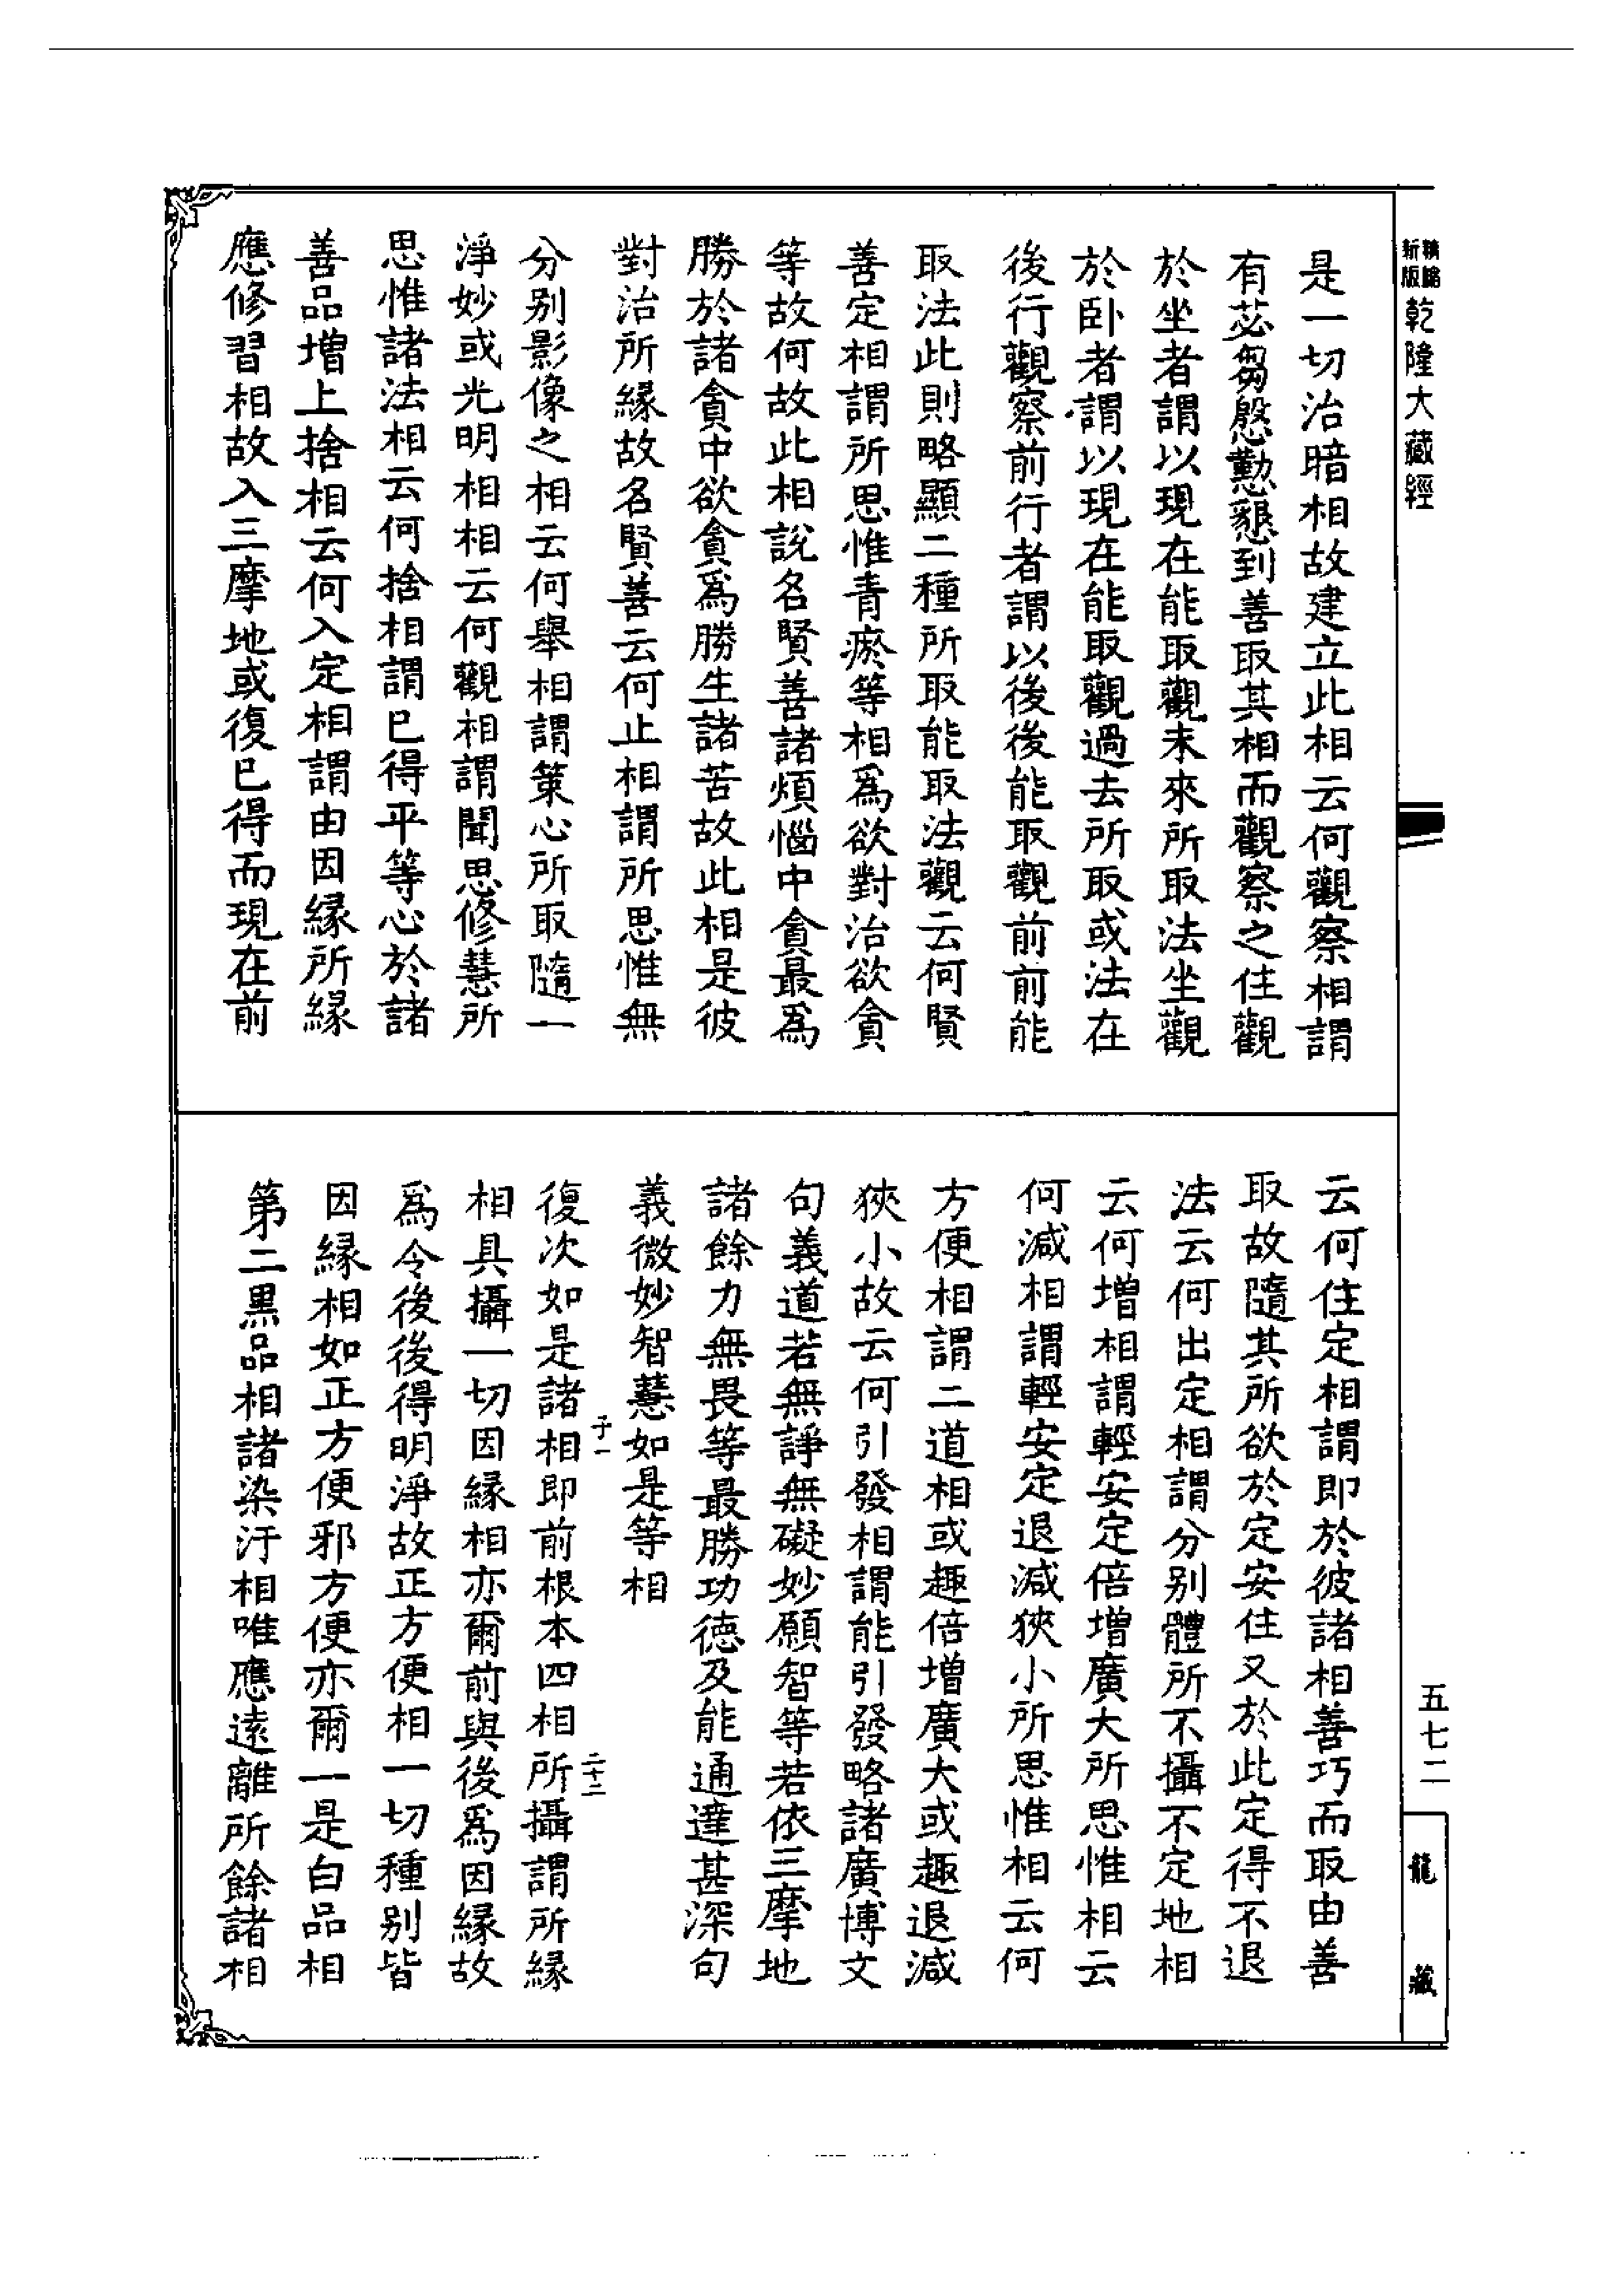 精縮新版乾隆大藏經
是一切治暗相故建立此相云何觀察相謂
有苾芻慇懃懇到善取其相而觀察之住觀
於坐者謂以現在能取觀未來所取法坐觀
於卧者謂以現在能取觀過去所取或法在
後行觀察前行者謂以後後能取觀前前能
取法此則略顯二種所取能取法觀云何賢
善定相謂所思惟青瘀等相爲欲對治欲貪
等故何故此相說名賢善諸煩惱中貪最爲
勝於諸貪中欲貪爲勝生諸苦故此相是彼
對治所縁故名賢善云何止相謂所思惟無
分别影像之相云何舉相謂策心所取隨一
淨妙或光明相相云何觀相謂聞思修慧所
思惟諸法相云何捨相謂已得平等心於諸
善品增上捨相云何入定相謂由因縁所縁
應修習相故入三摩地或復已得而現在前
云何住定相謂即於彼諸相善巧而取由善
取故隨其所欲於定安住又於此定得不退
法云何出定相謂分别體所不攝不定地相
云何增相謂輕安定倍增廣大所思惟相云
何減相謂輕安定退減狹小所思惟相云何
方便相謂二道相或趣倍增廣大或趣退減
狹小故云何引發相謂能引發略諸廣博文
句義道若無諍無礙妙願智等若依三摩地
諸餘力無畏等最勝功徳及能通達甚深句
義微妙智慧如是等相
復次如是諸相即前根本四相所攝謂所縁
相具攝一切因縁相亦爾前與後爲因縁故
爲令後後得明淨故正方便相一切種别皆
因縁相如正方便邪方便亦爾一是白品相
第二黑品相諸染汙相唯應遠離所餘諸相
子一
二十二
五七二
龍藏